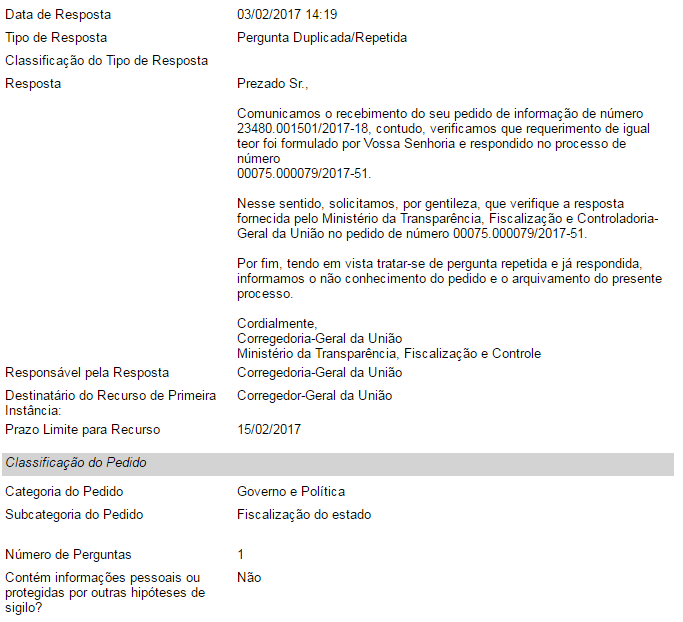 Data de Resposta 03/02/2017 14:19
Tipo de Resposta Pergunta Duplicada/Repetida
Classificação do Tipo de Resposta
Resposta Prezado Sr.,
Comunicamos o recebimento do seu pedido de informação de número
23480.001501/2017-18, contudo, verificamos que requerimento de igual
teor foi formulado por Vossa Senhoria e respondido no processo de
número
00075.000079/2017-51.
Nesse sentido, solicitamos, por gentileza, que verifique a resposta
fornecida pelo Ministério da Transparência, Fiscalização e Controladoria-
Geral da União no pedido de número 00075.000079/2017-51.
Por fim, tendo em vista tratar-se de pergunta repetida e já respondida,
informamos o não conhecimento do pedido e o arquivamento do presente
processo.
Cordialmente,
Corregedoria-Geral da União
Ministério da Transparência, Fiscalização e Controle
Responsável pela Resposta Corregedoria-Geral da União
Destinatário do Recurso de Primeira Corregedor-Geral da União
Instância:
Prazo Limite para Recurso 15/02/2017
Classificação do Pedido
Categoria do Pedido Governo e Política
Subcategoria do Pedido Fiscalização do estado
Número de Perguntas 1
Contém informações pessoais ou Não
protegidas por outras hipóteses de
sigilo?